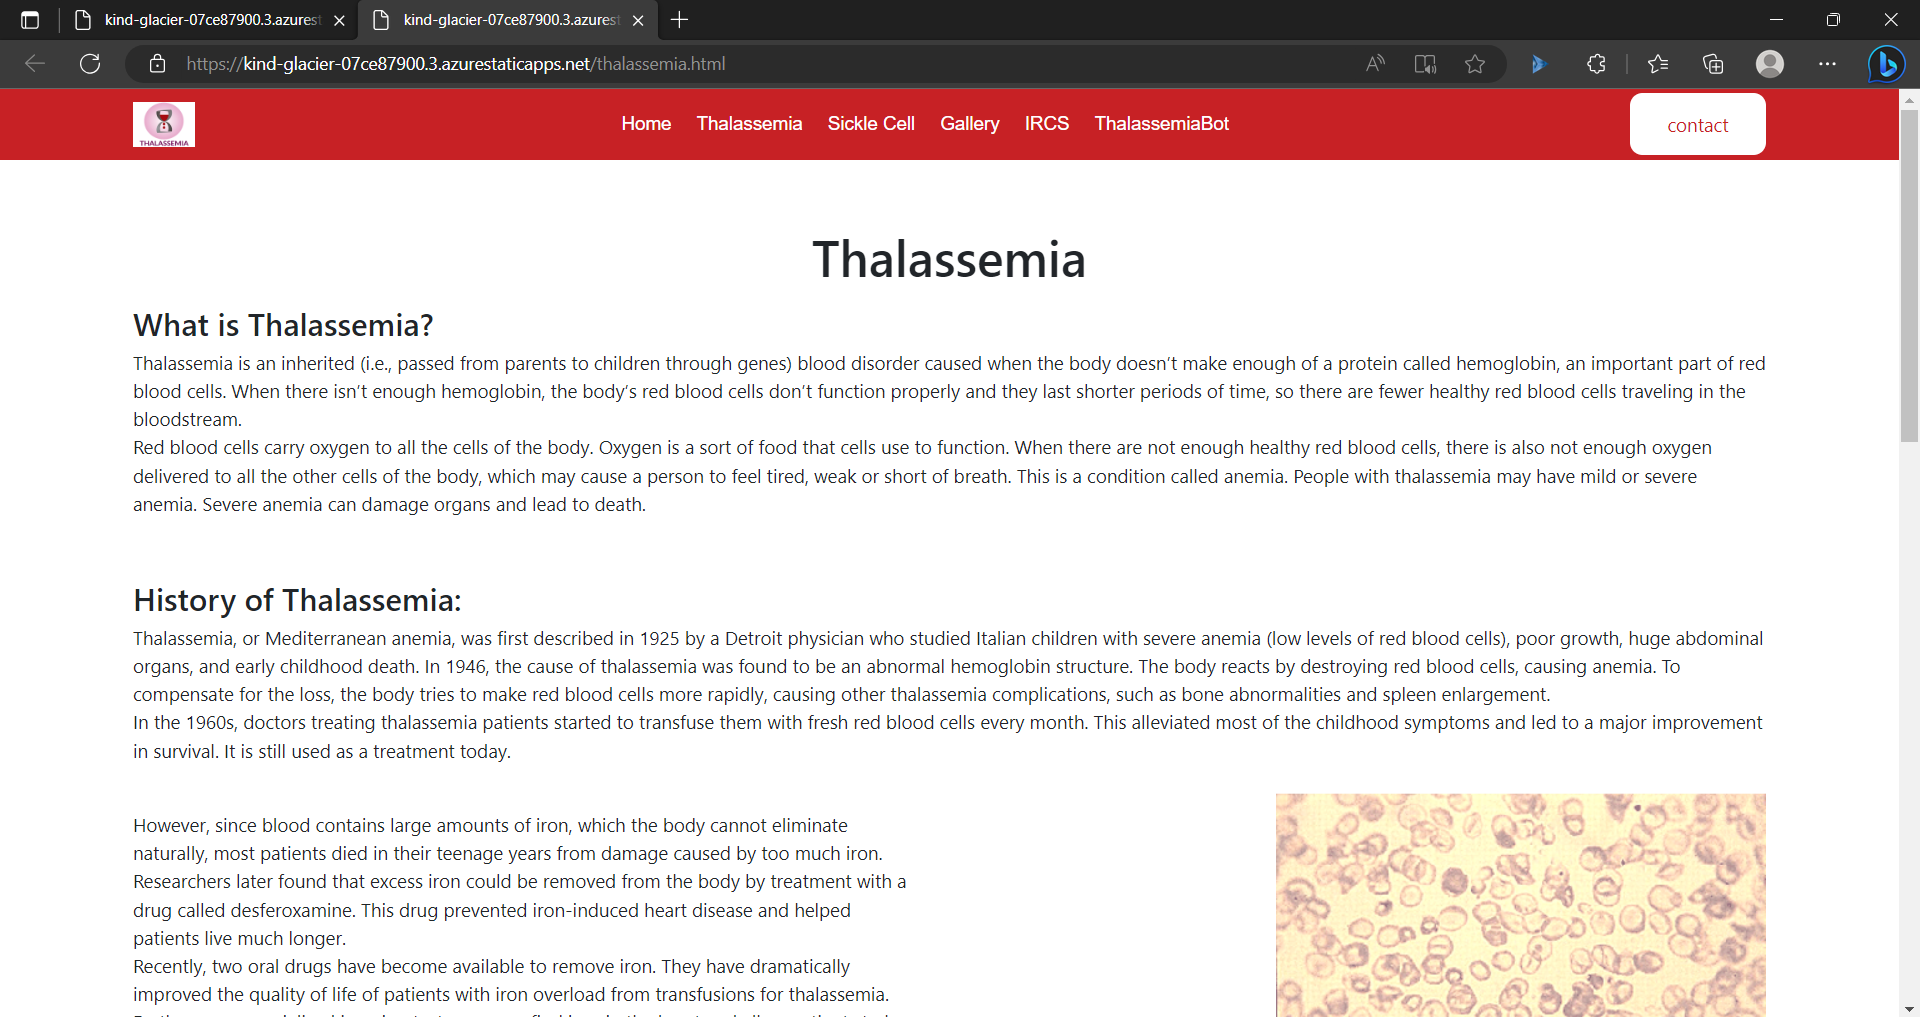 kind-glacier-07ce87900.3.azurest
kind-glacier-07ce87900.3.azurest
https://kind-glacier-07ce87900.3.azurestaticapps.net/thalassemia.html
THALASSEMIA
Home Thalassemia Sickle Cell Gallery IRCS ThalassemiaBot
contact
Thalassemia
What is Thalassemia?
Thalassemia is an inherited (i.e., passed from parents to children through genes) blood disorder caused when the body doesn’t make enough of a protein called hemoglobin, an important part of red
blood cells. When there isn’t enough hemoglobin, the body’s red blood cells don’t function properly and they last shorter periods of time, so there are fewer healthy red blood cells traveling in the
bloodstream.
Red blood cells carry oxygen to all the cells of the body. Oxygen is a sort of food that cells use to function. When there are not enough healthy red blood cells, there is also not enough oxygen
delivered to all the other cells of the body, which may cause a person to feel tired, weak or short of breath. This is a condition called anemia. People with thalassemia may have mild or severe
anemia. Severe anemia can damage organs and lead to death.
History of Thalassemia:
Thalassemia, or Mediterranean anemia, was first described in 1925 by a Detroit physician who studied Italian children with severe anemia (low levels of red blood cells), poor growth, huge abdominal
organs, and early childhood death. In 1946, the cause of thalassemia was found to be an abnormal hemoglobin structure. The body reacts by destroying red blood cells, causing anemia. To
compensate for the loss, the body tries to make red blood cells more rapidly, causing other thalassemia complications, such as bone abnormalities and spleen enlargement.
In the 1960s, doctors treating thalassemia patients started to transfuse them with fresh red blood cells every month. This alleviated most of the childhood symptoms and led to a major improvement
in survival. It is still used as a treatment today.
However, since blood contains large amounts of iron, which the body cannot eliminate
naturally, most patients died in their teenage years from damage caused by too much iron.
Researchers later found that excess iron could be removed from the body by treatment with a
drug called desferoxamine. This drug prevented iron-induced heart disease and helped
patients live much longer.
Recently, two oral drugs have become available to remove iron. They have dramatically
improved the quality of life of patients with iron overload from transfusions for thalassemia.